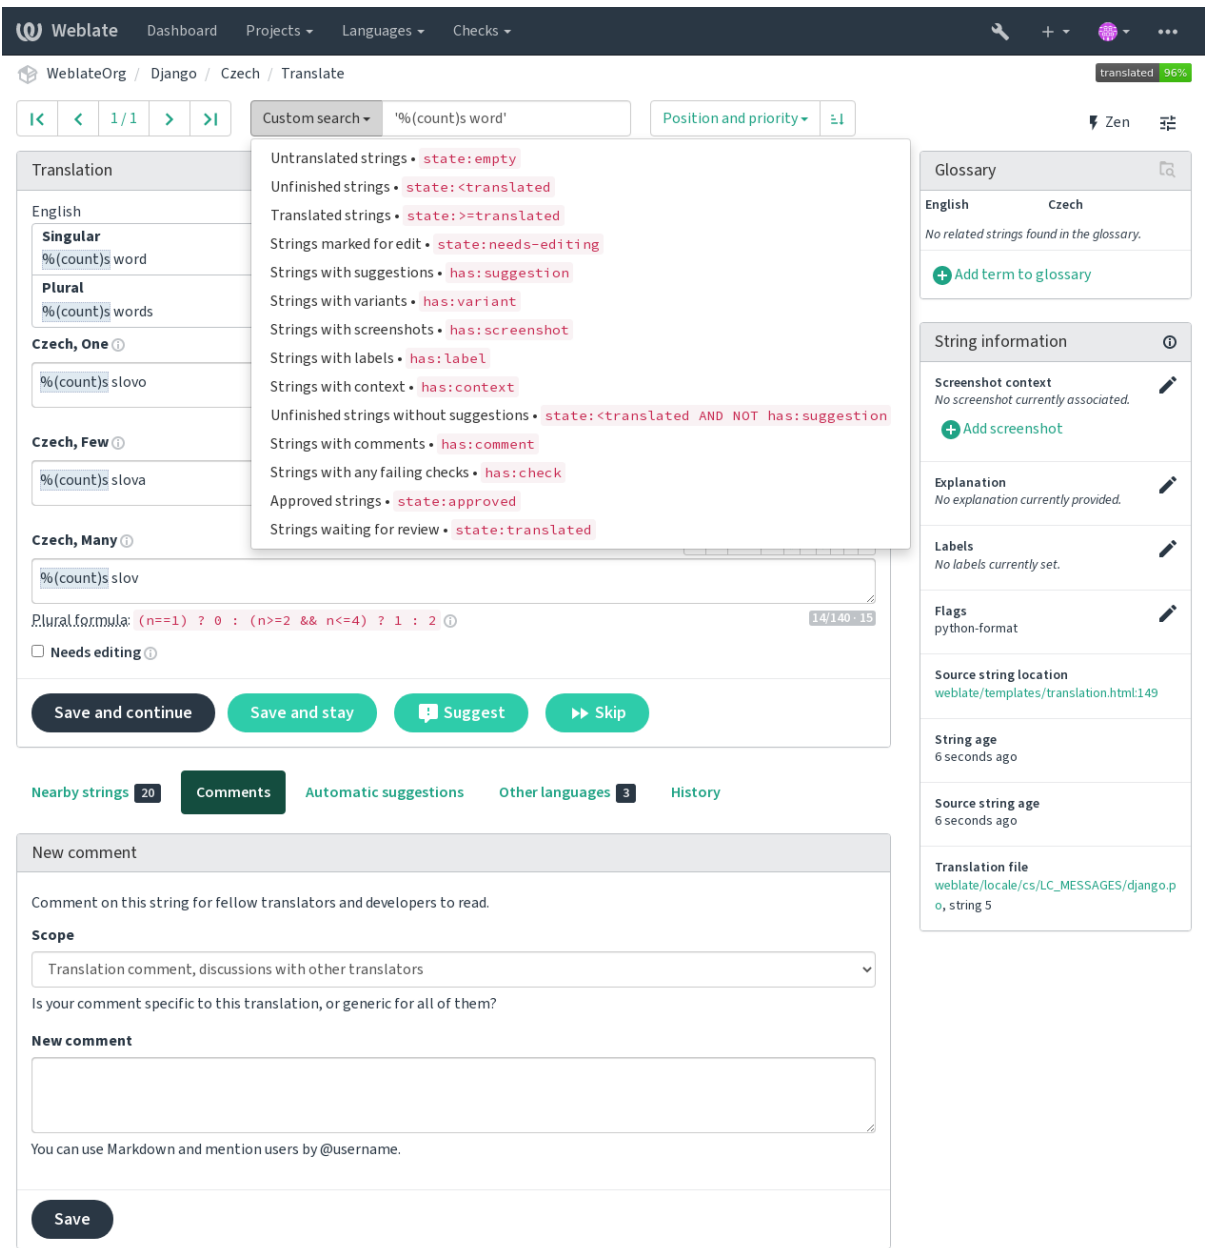 Weblate Dashboard Projects Languages Checks
WeblateOrg / Django / Czech / Translate
translated 96%
1 / 1
Custom search
'%(count)s word'
Position and priority
Zen
Untranslated strings • state:empty
Unfinished strings • state:<translated
Translated strings • state:>=translated
Strings marked for edit • state:needs-editing
Strings with suggestions • has:suggestion
Strings with variants • has:variant
Strings with screenshots • has:screenshot
Strings with labels • has:label
Strings with context • has:context
Unfinished strings without suggestions • state:<translated AND NOT has:suggestion
Strings with comments • has:comment
Strings with any failing checks • has:check
Approved strings • state:approved
Strings waiting for review • state:translated
Translation
English
Singular
%(count)s word
Plural
%(count)s words
Czech, One
%(count)s slovo
Czech, Few
%(count)s slova
Czech, Many
%(count)s slov
Plural formula: (n==1) ? 0 : (n>=2 && n<=4) ? 1 : 2
14/140 · 15
Needs editing
Save and continue
Save and stay
Suggest
Skip
Nearby strings 20
Comments
Automatic suggestions
Other languages 3
History
New comment
Comment on this string for fellow translators and developers to read.
Scope
Translation comment, discussions with other translators
Is your comment specific to this translation, or generic for all of them?
New comment
You can use Markdown and mention users by @username.
Save
Glossary
English Czech
No related strings found in the glossary.
Add term to glossary
String information
Screenshot context
No screenshot currently associated.
Add screenshot
Explanation
No explanation currently provided.
Labels
No labels currently set.
Flags
python-format
Source string location
weblate/templates/translation.html:149
String age
6 seconds ago
Source string age
6 seconds ago
Translation file
weblate/locale/cs/LC_MESSAGES/django.p
o, string 5